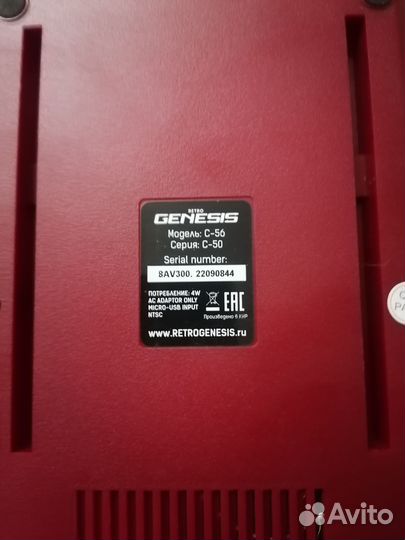 RETRO
GENESIS
Модель: C-56
Серия: C-50
Serial number:
8AV300. 22090844
ПОТРЕБЛЕНИЕ: 4W
AC ADAPTOR ONLY
MICRO-USB INPUT
NTSC
EAC
Произведено в КНР
www.RETROGENESIS.ru
Avito